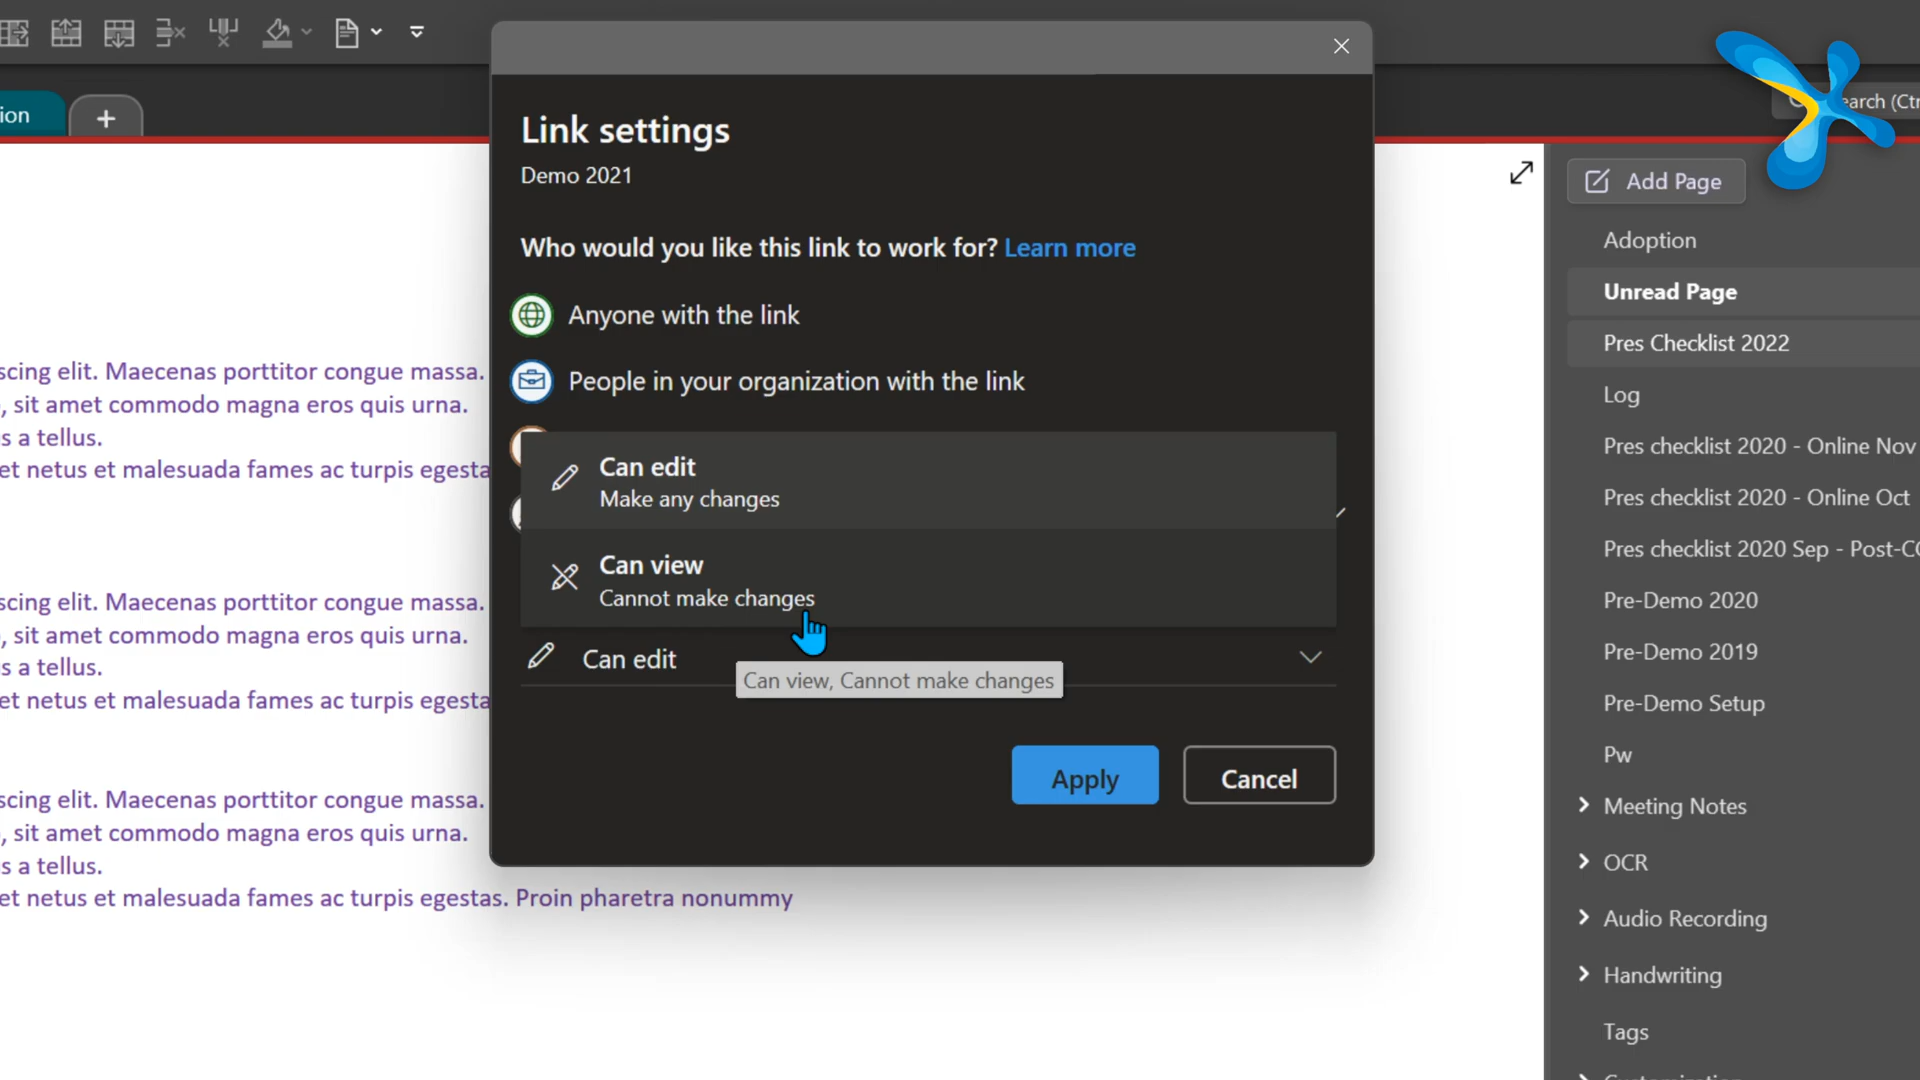 ion
+
earch (Ctr
Link settings
Demo 2021
Who would you like this link to work for? Learn more
Anyone with the link
People in your organization with the link
Can edit
Make any changes
Can view
Cannot make changes
Can edit
Can view, Cannot make changes
Apply
Cancel
scing elit. Maecenas porttitor congue massa.
, sit amet commodo magna eros quis urna.
s a tellus.
et netus et malesuada fames ac turpis egesta
scing elit. Maecenas porttitor congue massa.
, sit amet commodo magna eros quis urna.
s a tellus.
et netus et malesuada fames ac turpis egesta
scing elit. Maecenas porttitor congue massa.
, sit amet commodo magna eros quis urna.
s a tellus.
et netus et malesuada fames ac turpis egestas. Proin pharetra nonummy
Add Page
Adoption
Unread Page
Pres Checklist 2022
Log
Pres checklist 2020 - Online Nov
Pres checklist 2020 - Online Oct
Pres checklist 2020 Sep - Post-CO
Pre-Demo 2020
Pre-Demo 2019
Pre-Demo Setup
Pw
Meeting Notes
OCR
Audio Recording
Handwriting
Tags